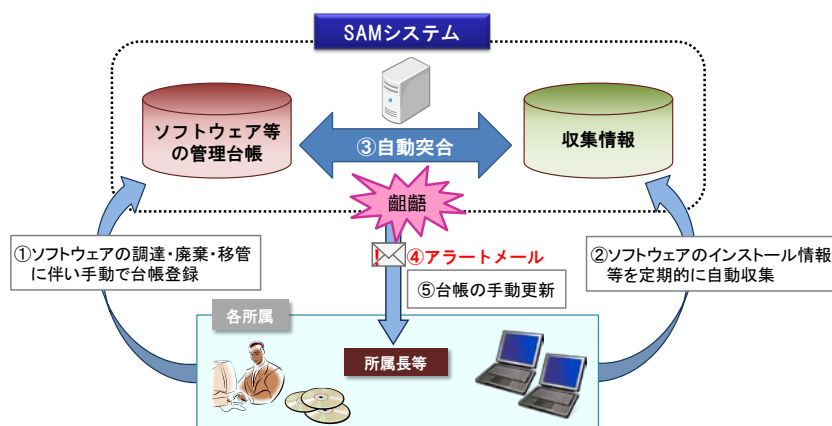 SAMシステム
ソフトウェア等
の管理台帳
③自動突合
収集情報
齟齬
①ソフトウェアの調達・廃棄・移管
に伴い手動で台帳登録
!
④アラートメール
②ソフトウェアのインストール情報
等を定期的に自動収集
⑤台帳の手動更新
各所属
所属長等